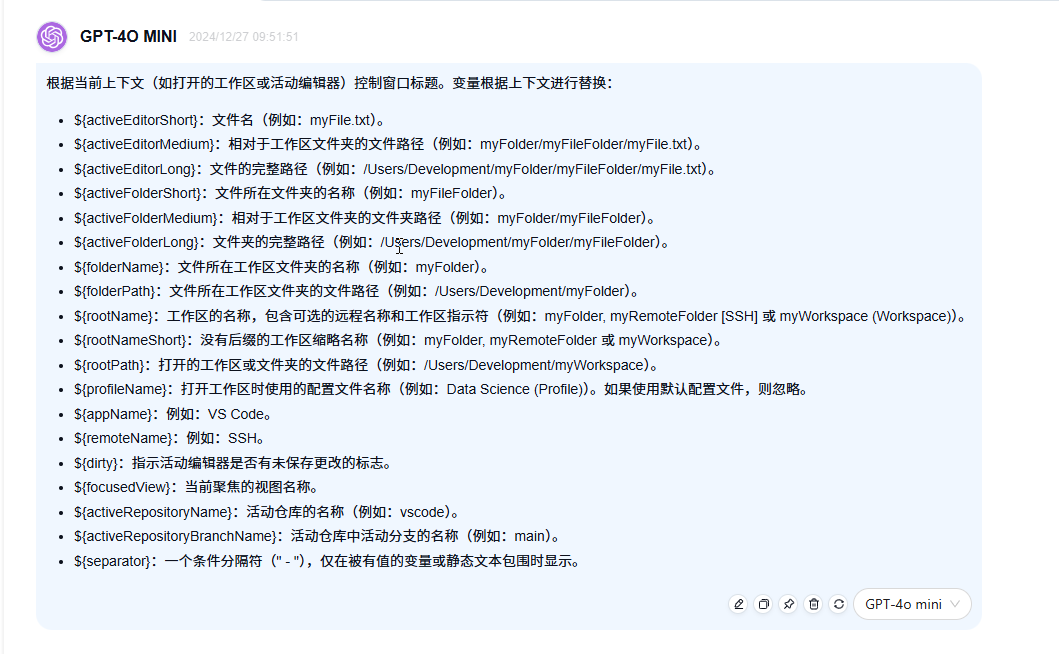 GPT-4O MINI 2024/12/27 09:51:51
根据当前上下文（如打开的工作区或活动编辑器）控制窗口标题。变量根据上下文进行替换：
• ${activeEditorShort}：文件名（例如：myFile.txt）。
• ${activeEditorMedium}：相对于工作区文件夹的文件路径（例如：myFolder/myFileFolder/myFile.txt）。
• ${activeEditorLong}：文件的完整路径（例如：/Users/Development/myFolder/myFileFolder/myFile.txt）。
• ${activeFolderShort}：文件所在文件夹的名称（例如：myFileFolder）。
• ${activeFolderMedium}：相对于工作区文件夹的文件夹路径（例如：myFolder/myFileFolder）。
• ${activeFolderLong}：文件夹的完整路径（例如：/Users/Development/myFolder/myFileFolder）。
• ${folderName}：文件所在工作区文件夹的名称（例如：myFolder）。
• ${folderPath}：文件所在工作区文件夹的文件路径（例如：/Users/Development/myFolder）。
• ${rootName}：工作区的名称，包含可选的远程名称和工作区指示符（例如：myFolder, myRemoteFolder [SSH] 或 myWorkspace (Workspace)）。
• ${rootNameShort}：没有后缀的工作区缩略名称（例如：myFolder, myRemoteFolder 或 myWorkspace）。
• ${rootPath}：打开的工作区或文件夹的文件路径（例如：/Users/Development/myWorkspace）。
• ${profileName}：打开工作区时使用的配置文件名称（例如：Data Science (Profile)）。如果使用默认配置文件，则忽略。
• ${appName}：例如：VS Code。
• ${remoteName}：例如：SSH。
• ${dirty}：指示活动编辑器是否有未保存更改的标志。
• ${focusedView}：当前聚焦的视图名称。
• ${activeRepositoryName}：活动仓库的名称（例如：vscode）。
• ${activeRepositoryBranchName}：活动仓库中活动分支的名称（例如：main）。
• ${separator}：一个条件分隔符（" - "），仅在被有值的变量或静态文本包围时显示。
GPT-4o mini